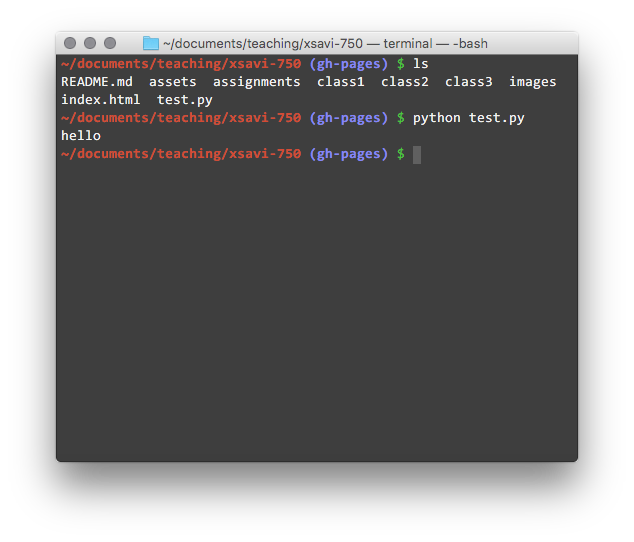 ~/documents/teaching/xsavi-750 — terminal — -bash
~/documents/teaching/xsavi-750 (gh-pages) $ ls
README.md  assets  assignments  class1  class2  class3  images
index.html  test.py
~/documents/teaching/xsavi-750 (gh-pages) $ python test.py
hello
~/documents/teaching/xsavi-750 (gh-pages) $